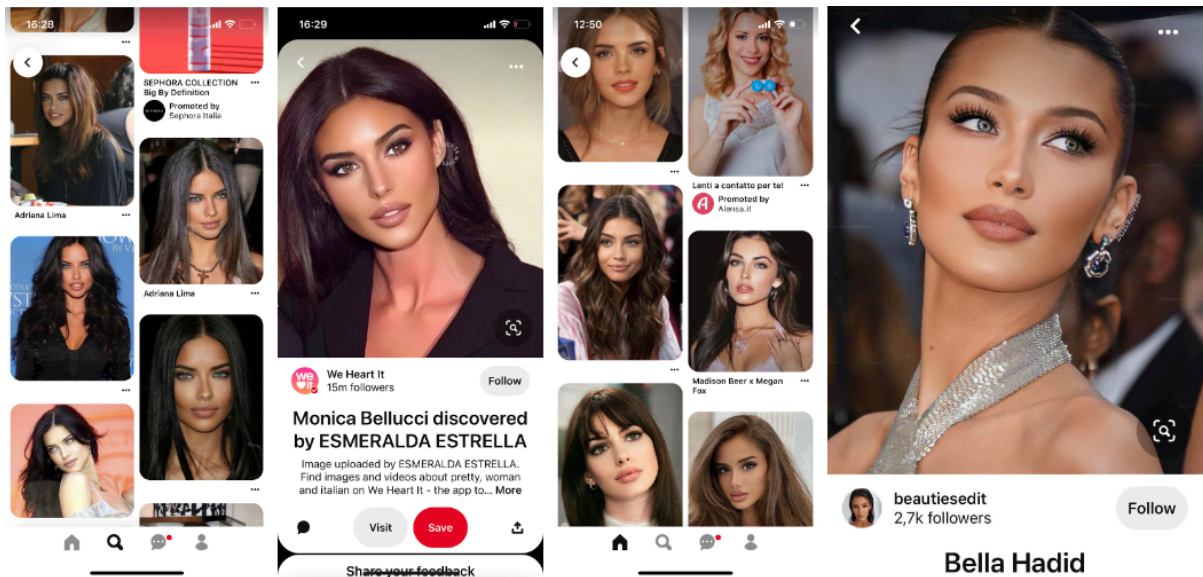 16:28
SEPHORA COLLECTION
Big By Definition
Promoted by
Sephora Italia
Adriana Lima
Adriana Lima
16:29
We Heart It
15m followers
Follow
Monica Bellucci discovered
by ESMERALDA ESTRELLA
Image uploaded by ESMERALDA ESTRELLA.
Find images and videos about pretty, woman
and italian on We Heart It - the app to... More
Visit
Save
Share your feedback
12:50
Lenti a contatto per te!
Promoted by
Alensa.it
Madison Beer x Megan
Fox
beautiesedit
2,7k followers
Follow
Bella Hadid